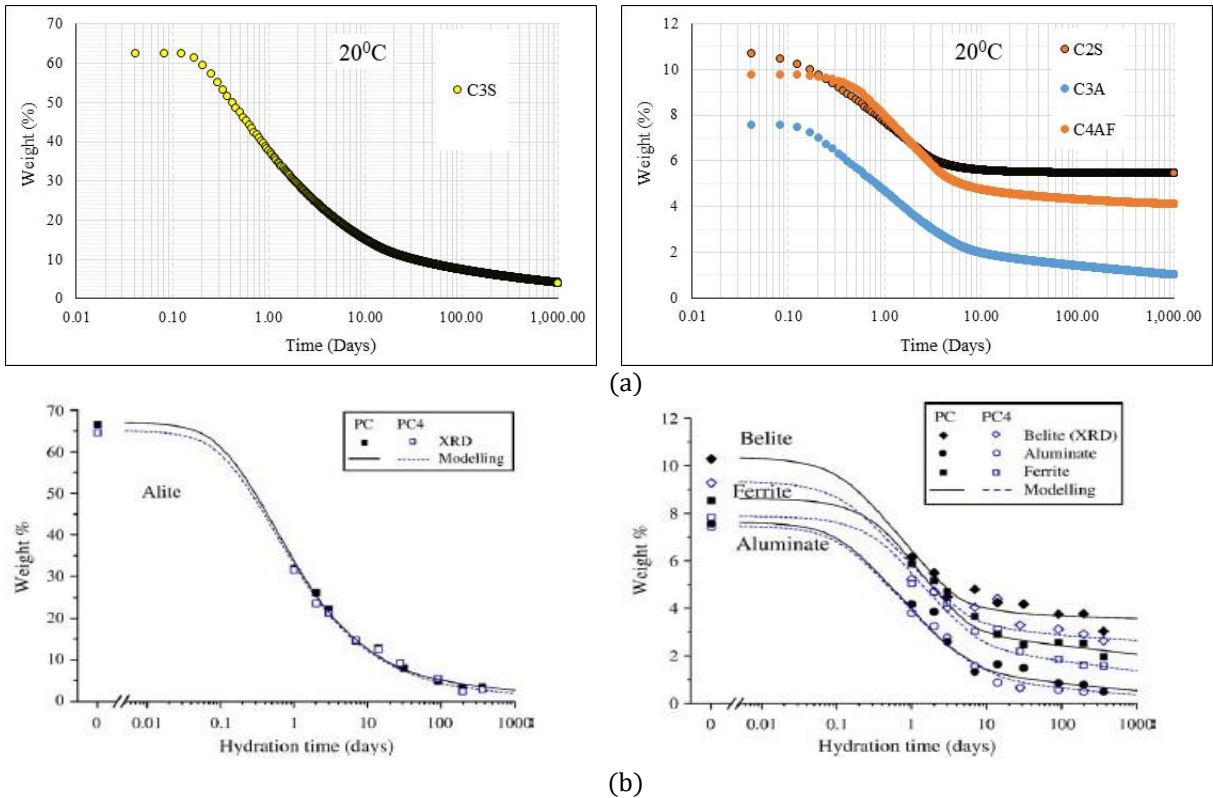 70
60
50
40
30
20
10
0
Weight (%)
20⁰C
C3S
0.01 0.10 1.00 10.00 100.00 1,000.00
Time (Days)
12
10
8
6
4
2
0
Weight (%)
20⁰C
C2S
C3A
C4AF
0.01 0.10 1.00 10.00 100.00 1,000.00
Time (Days)
(a)
70
60
50
40
30
20
10
0
Weight %
PC PC4
XRD
Modelling
Alite
0 0.01 0.1 1 10 100
Hydration time (days)
12
10
8
6
4
2
0
Weight %
Belite
Ferrite
Aluminate
PC PC4
Belite (XRD)
Aluminate
Ferrite
Modelling
0 0.01 0.1 1 10 100 1000
Hydration time (days)
(b)